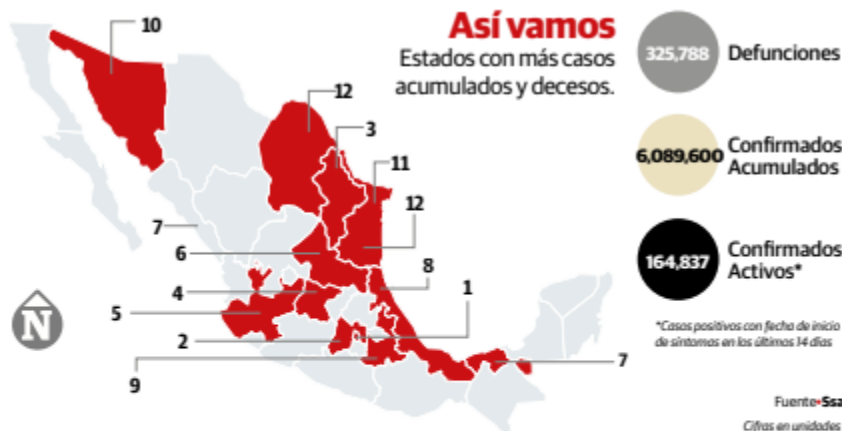 Así vamos
Estados con más casos
acumulados y decesos.
10
12
3
11
12
7
6
8
4
1
5
2
9
7
N
325,788
Defunciones
6,089,600
Confirmados
Acumulados
164,837
Confirmados
Activos*
*Casos positivos con fecha de inicio
de síntomas en los últimos 14 días
Fuente•Ssa
Cifras en unidades